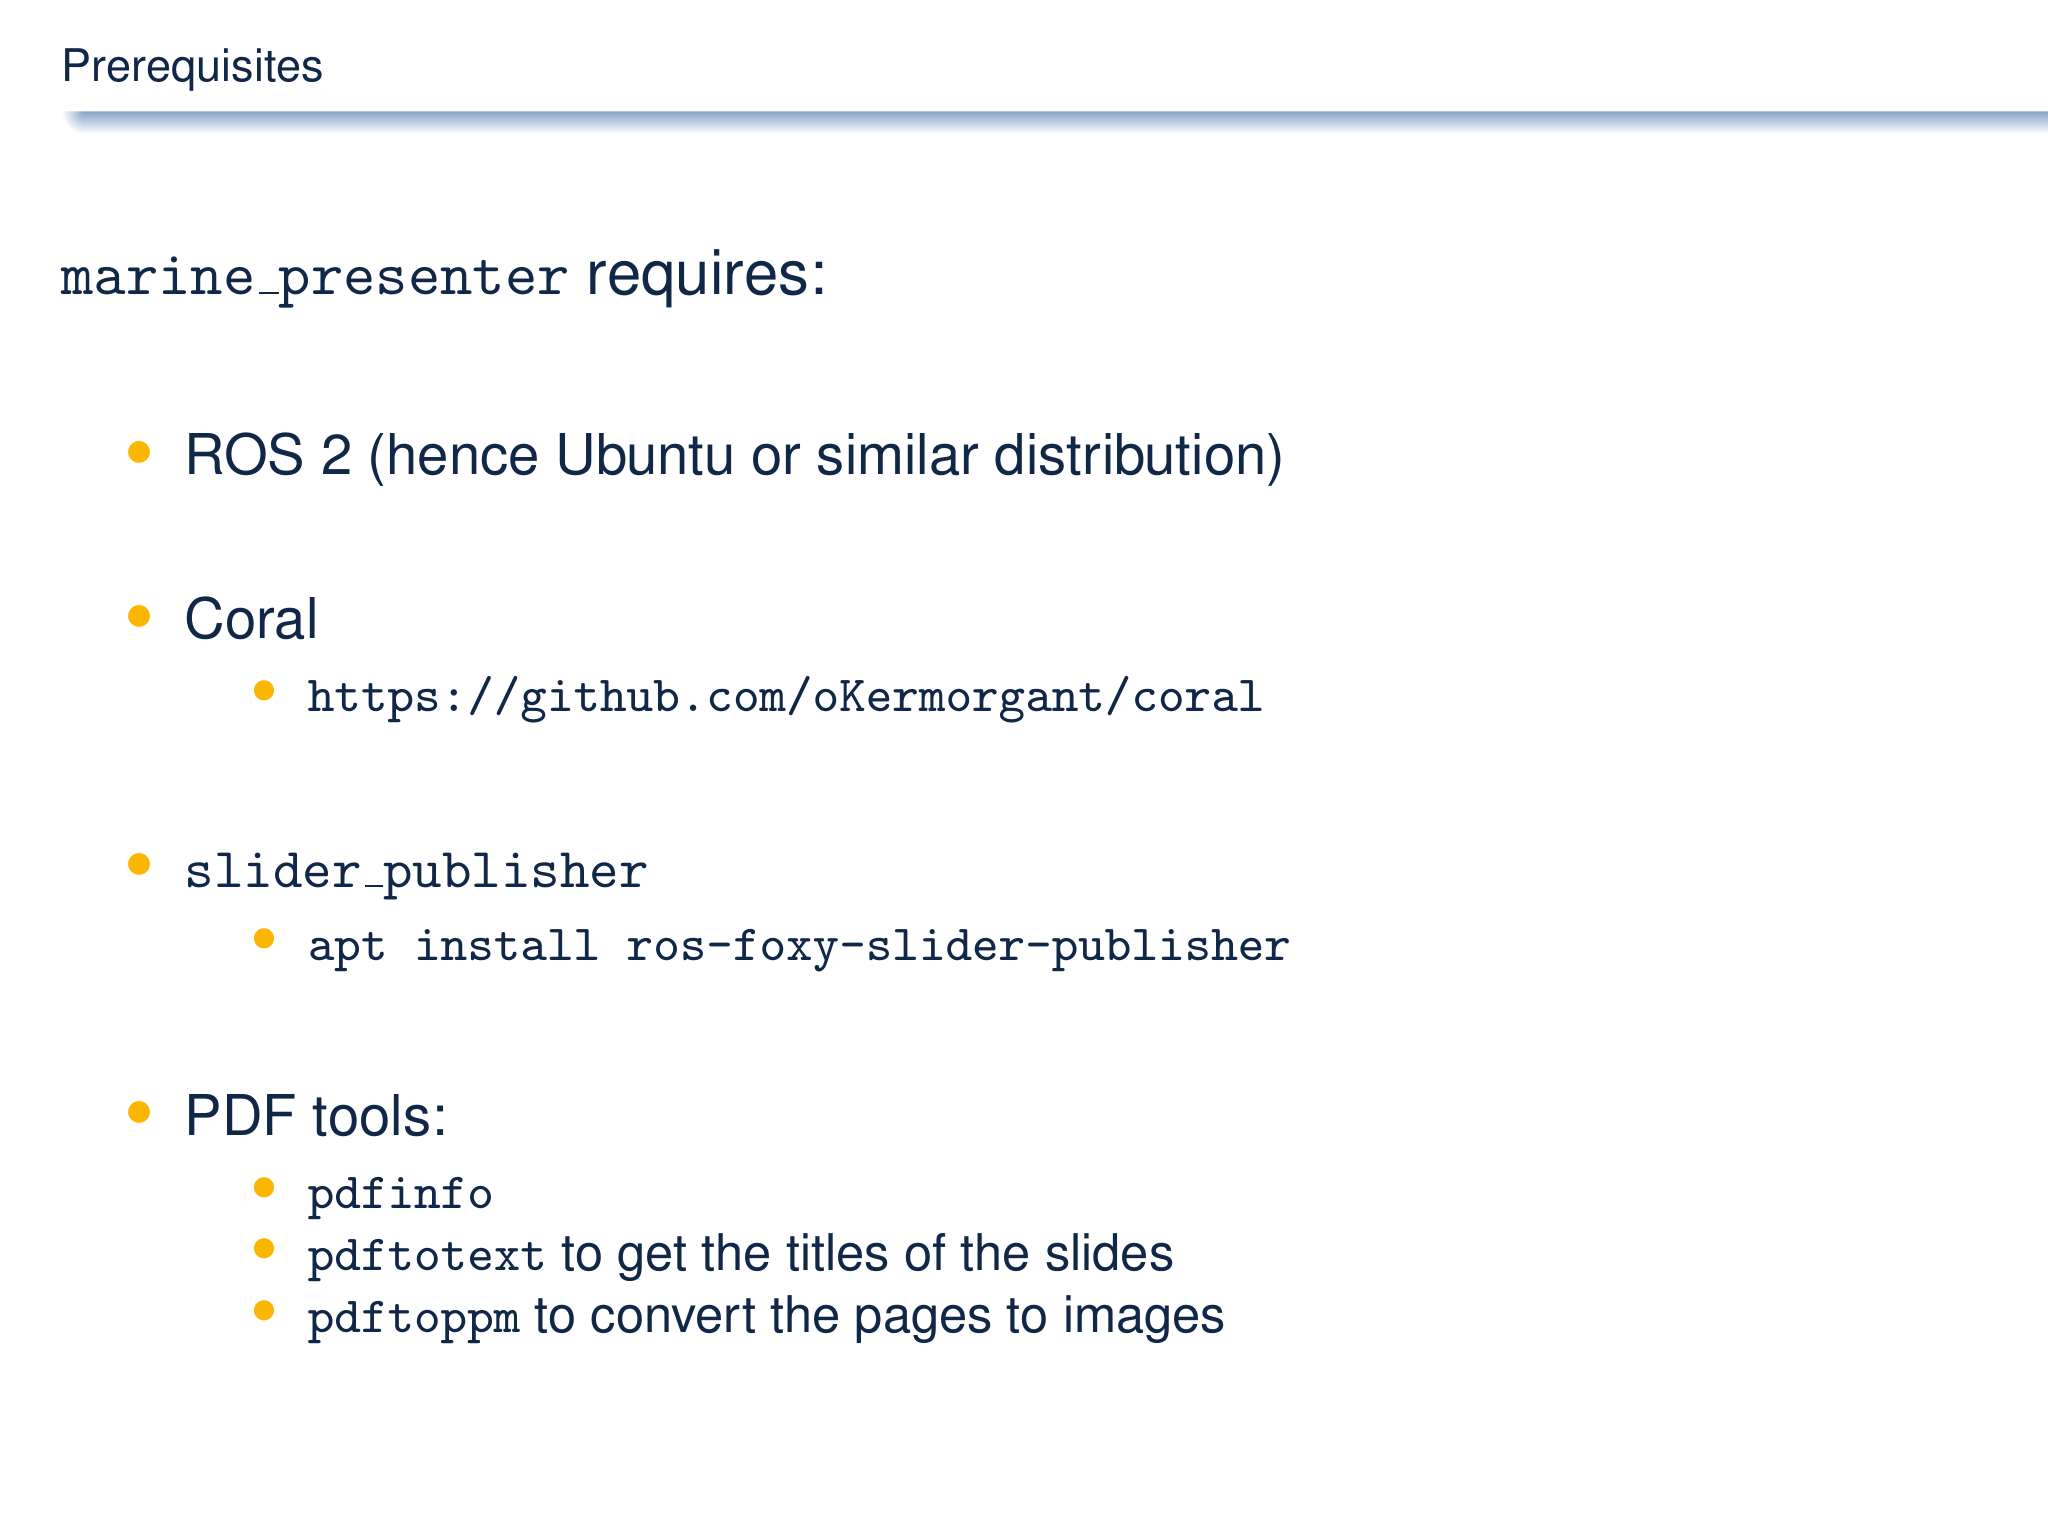 Prerequisites
marine_presenter requires:
• ROS 2 (hence Ubuntu or similar distribution)
• Coral
• https://github.com/oKermorgant/coral
• slider_publisher
• apt install ros-foxy-slider-publisher
• PDF tools:
• pdfinfo
• pdftotext to get the titles of the slides
• pdftoppm to convert the pages to images